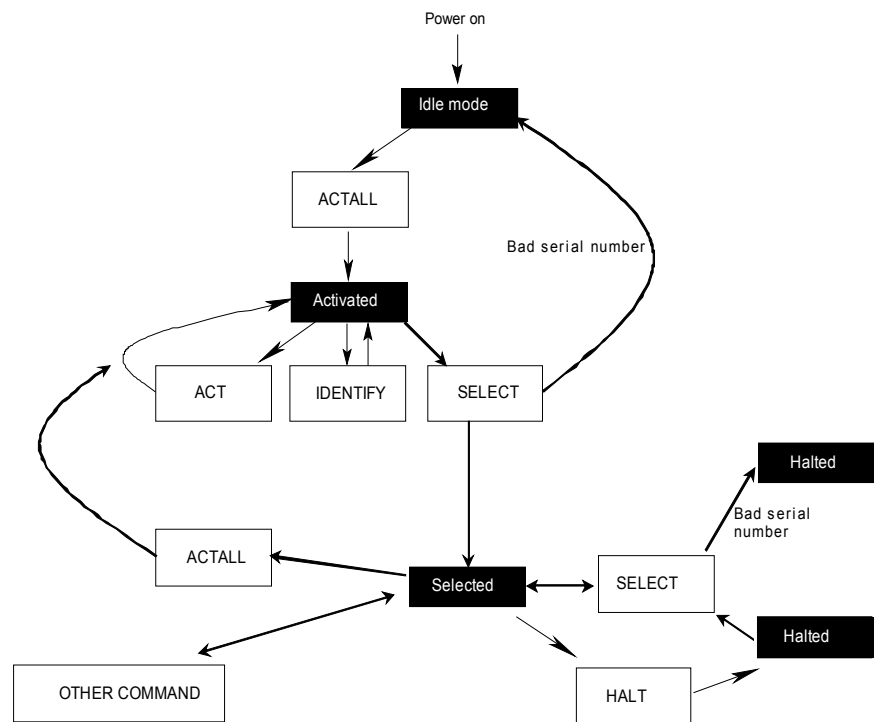 Power on
Idle mode
ACTALL
Bad serial number
Activated
ACT
IDENTIFY
SELECT
Halted
Bad serial
number
ACTALL
Selected
SELECT
Halted
OTHER COMMAND
HALT